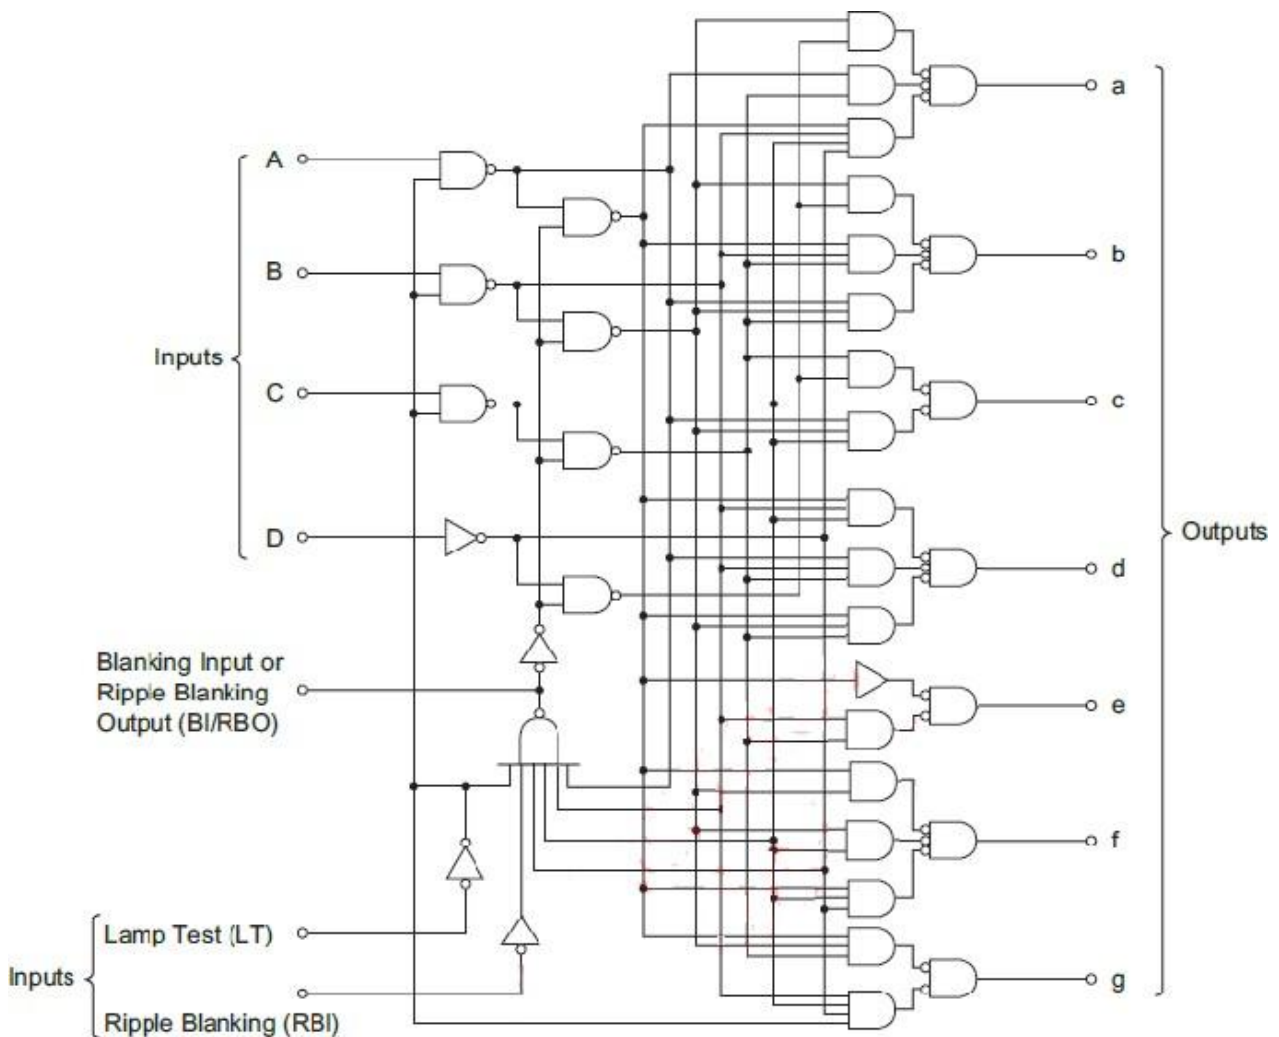 a
A
b
B
Inputs
C
c
Outputs
D
d
Blanking Input or
Ripple Blanking
Output (BI/RBO)
e
f
Lamp Test (LT)
Inputs
g
Ripple Blanking (RBI)